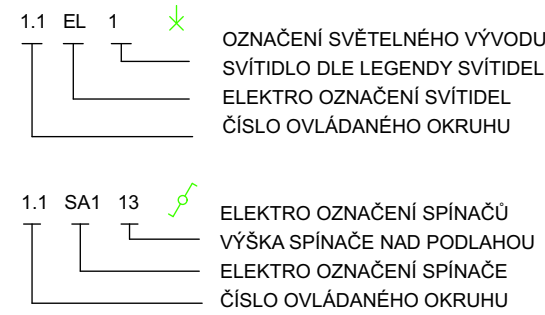 1.1 EL 1
OZNAČENÍ SVĚTELNÉHO VÝVODU
SVÍTIDLO DLE LEGENDY SVÍTIDEL
ELEKTRO OZNAČENÍ SVÍTIDEL
ČÍSLO OVLÁDANÉHO OKRUHU
1.1 SA1 13
ELEKTRO OZNAČENÍ SPÍNAČŮ
VÝŠKA SPÍNAČE NAD PODLAHOU
ELEKTRO OZNAČENÍ SPÍNAČE
ČÍSLO OVLÁDANÉHO OKRUHU